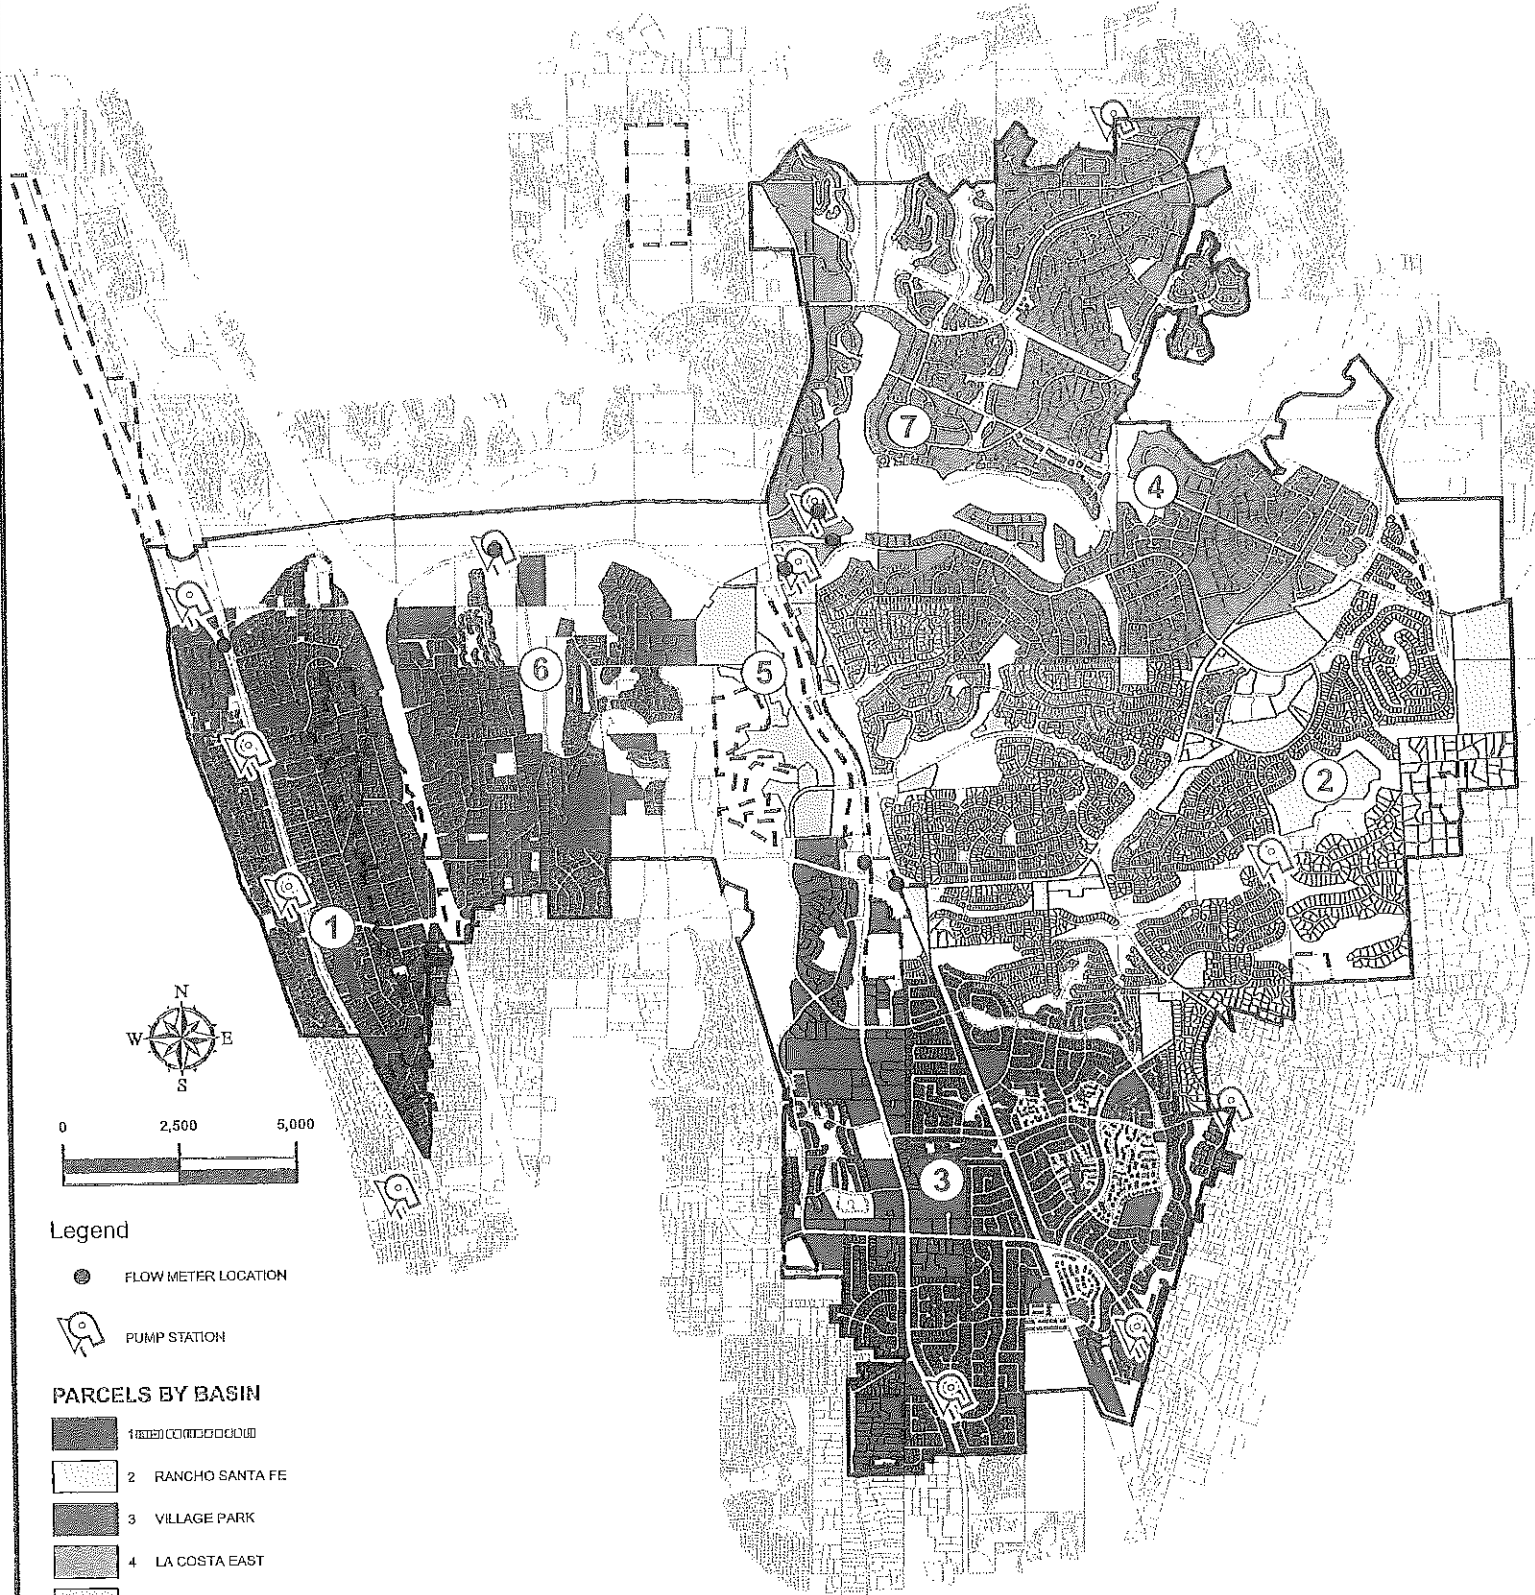 7
4
6
5
2
1
3
N
W E
S
0 2,500 5,000
Legend
FLOW METER LOCATION
PUMP STATION
PARCELS BY BASIN
1
2 RANCHO SANTA FE
3 VILLAGE PARK
4 LA COSTA EAST